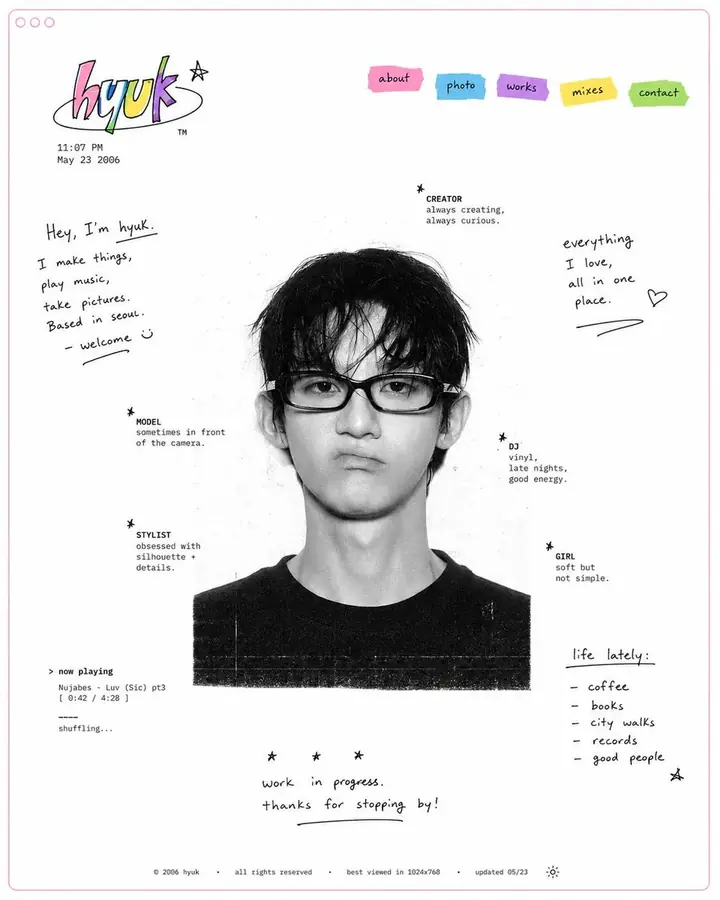 hyuk
TM
about
photo
works
mixes
contact
11:07 PM
May 23 2006
CREATOR
always creating,
always curious.
Hey, I'm hyuk.
I make things,
play music,
take pictures.
Based in seoul.
— welcome
everything
I love,
all in one
place.
MODEL
sometimes in front
of the camera.
DJ
vinyl,
late nights,
good energy.
STYLIST
obsessed with
silhouette +
details.
GIRL
soft but
not simple.
> now playing
Nujabes - Luv (Sic) pt3
[ 0:42 / 4:28 ]
————
shuffling...
life lately:
– coffee
– books
– city walks
– records
– good people
work in progress.
thanks for stopping by!
© 2006 hyuk • all rights reserved • best viewed in 1024x768 • updated 05/23